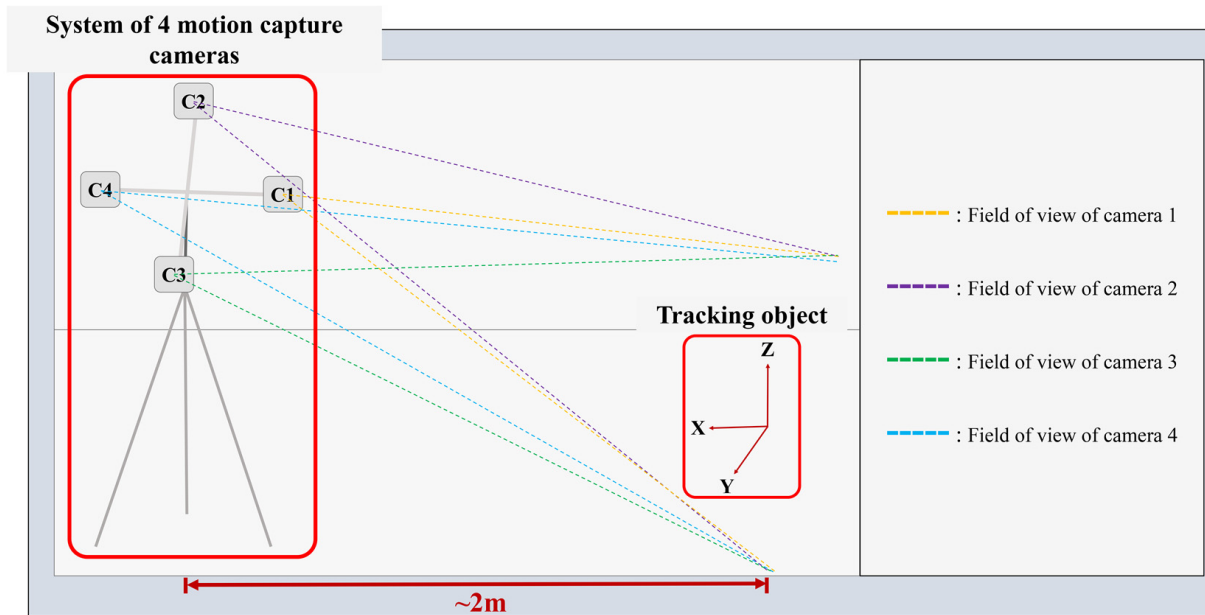 System of 4 motion capture
cameras
C2
C4
C1
C3
Tracking object
Z
X
Y
~2m
: Field of view of camera 1
: Field of view of camera 2
: Field of view of camera 3
: Field of view of camera 4